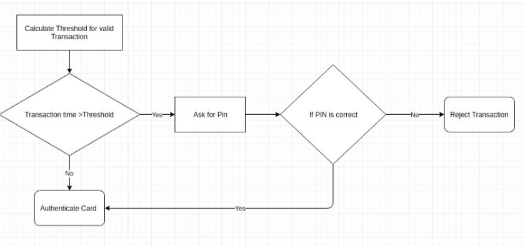 Calculate Threshold for valid
Transaction
Transaction time >Threshold
Yes
Ask for Pin
If PIN is correct
No
Reject Transaction
No
Authenticate Card
Yes